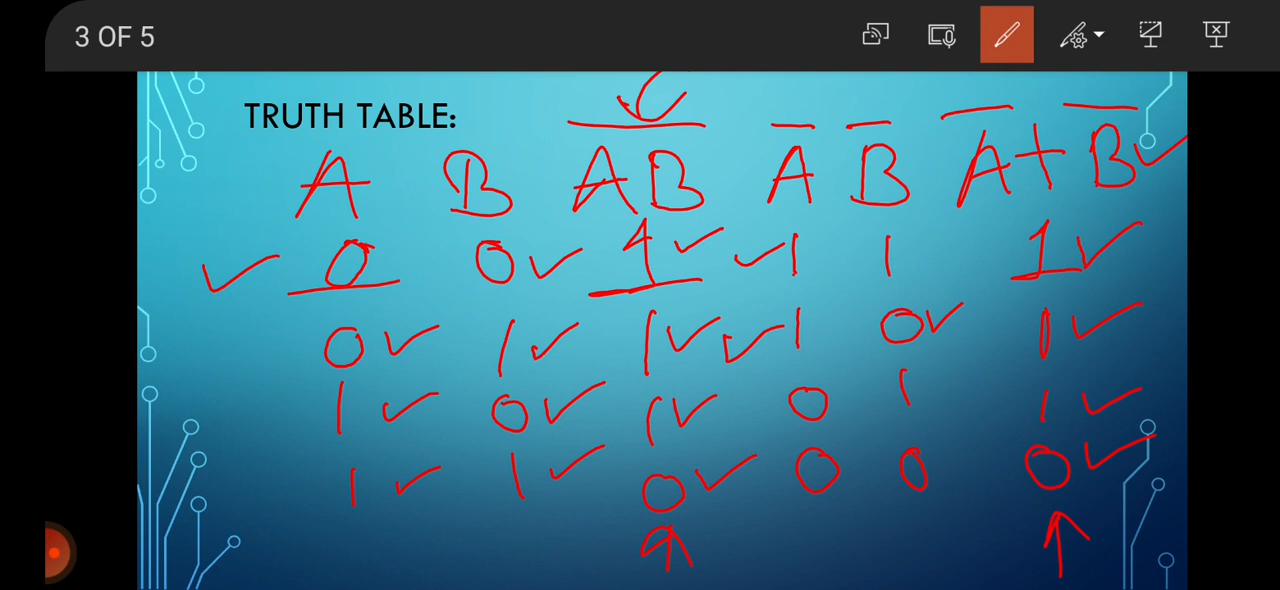 3 OF 5
TRUTH TABLE:
A B A̅B̅ A̅ B̅ A̅ + B̅
0 0 1 1 1 1
0 1 1 1 0 1
1 0 1 0 1 1
1 1 0 0 0 0